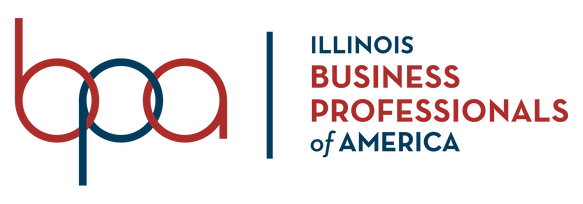 bpa
ILLINOIS
BUSINESS
PROFESSIONALS
of AMERICA